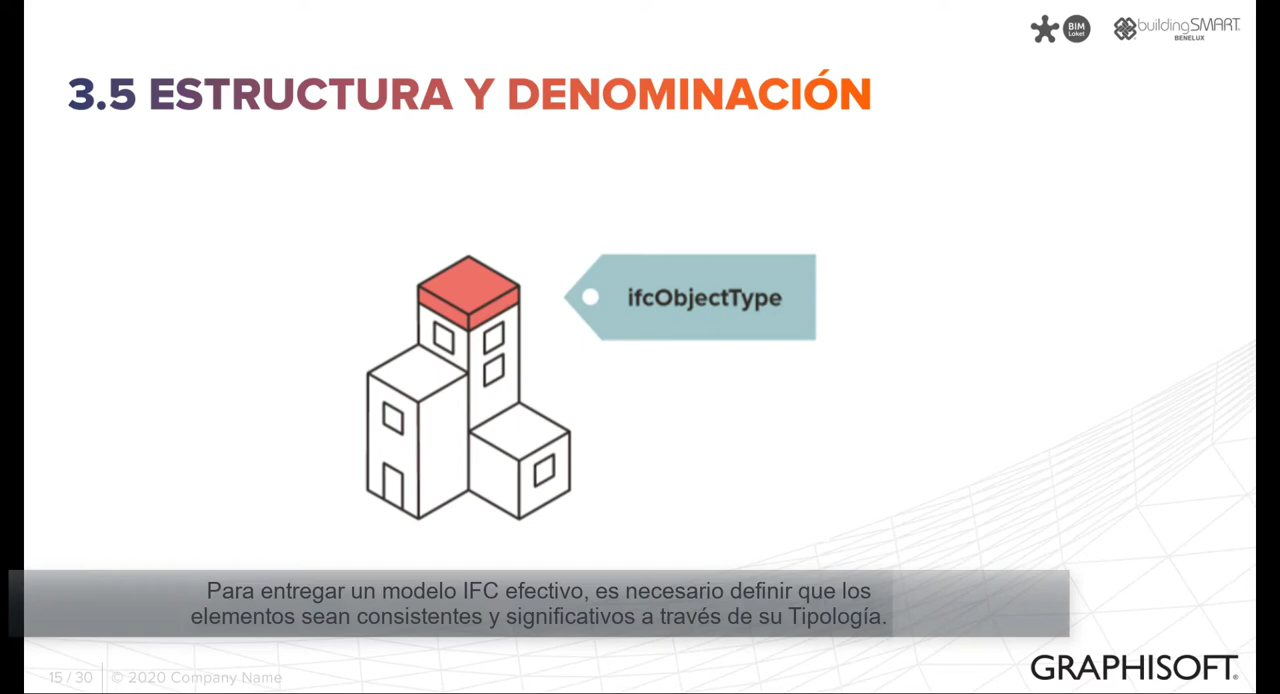 BIM
Loket
buildingSMART
BENELUX
3.5 ESTRUCTURA Y DENOMINACIÓN
ifcObjectType
Para entregar un modelo IFC efectivo, es necesario definir que los
elementos sean consistentes y significativos a través de su Tipología.
15 / 30 © 2020 Company Name
GRAPHISOFT®